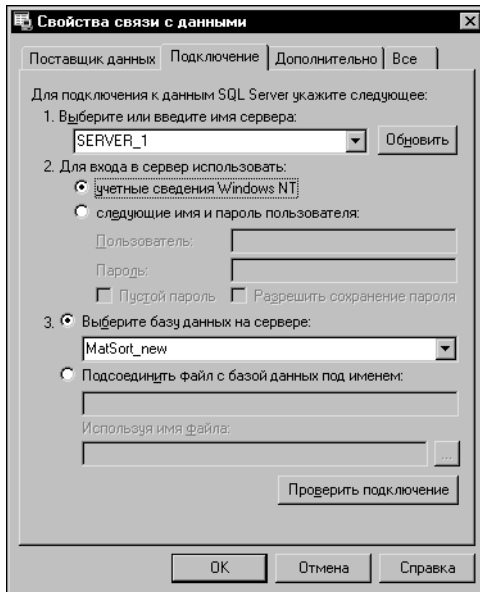 Свойства связи с данными
Поставщик данных Подключение Дополнительно Все
Для подключения к данным SQL Server укажите следующее:
1. Выберите или введите имя сервера:
SERVER_1 Обновить
2. Для входа в сервер использовать:
учетные сведения Windows NT
следующие имя и пароль пользователя:
Пользователь:
Пароль:
Пустой пароль Разрешить сохранение пароля
3. Выберите базу данных на сервере:
MatSort_new
Подсоединить файл с базой данных под именем:
Используя имя файла:
...
Проверить подключение
OK Отмена Справка